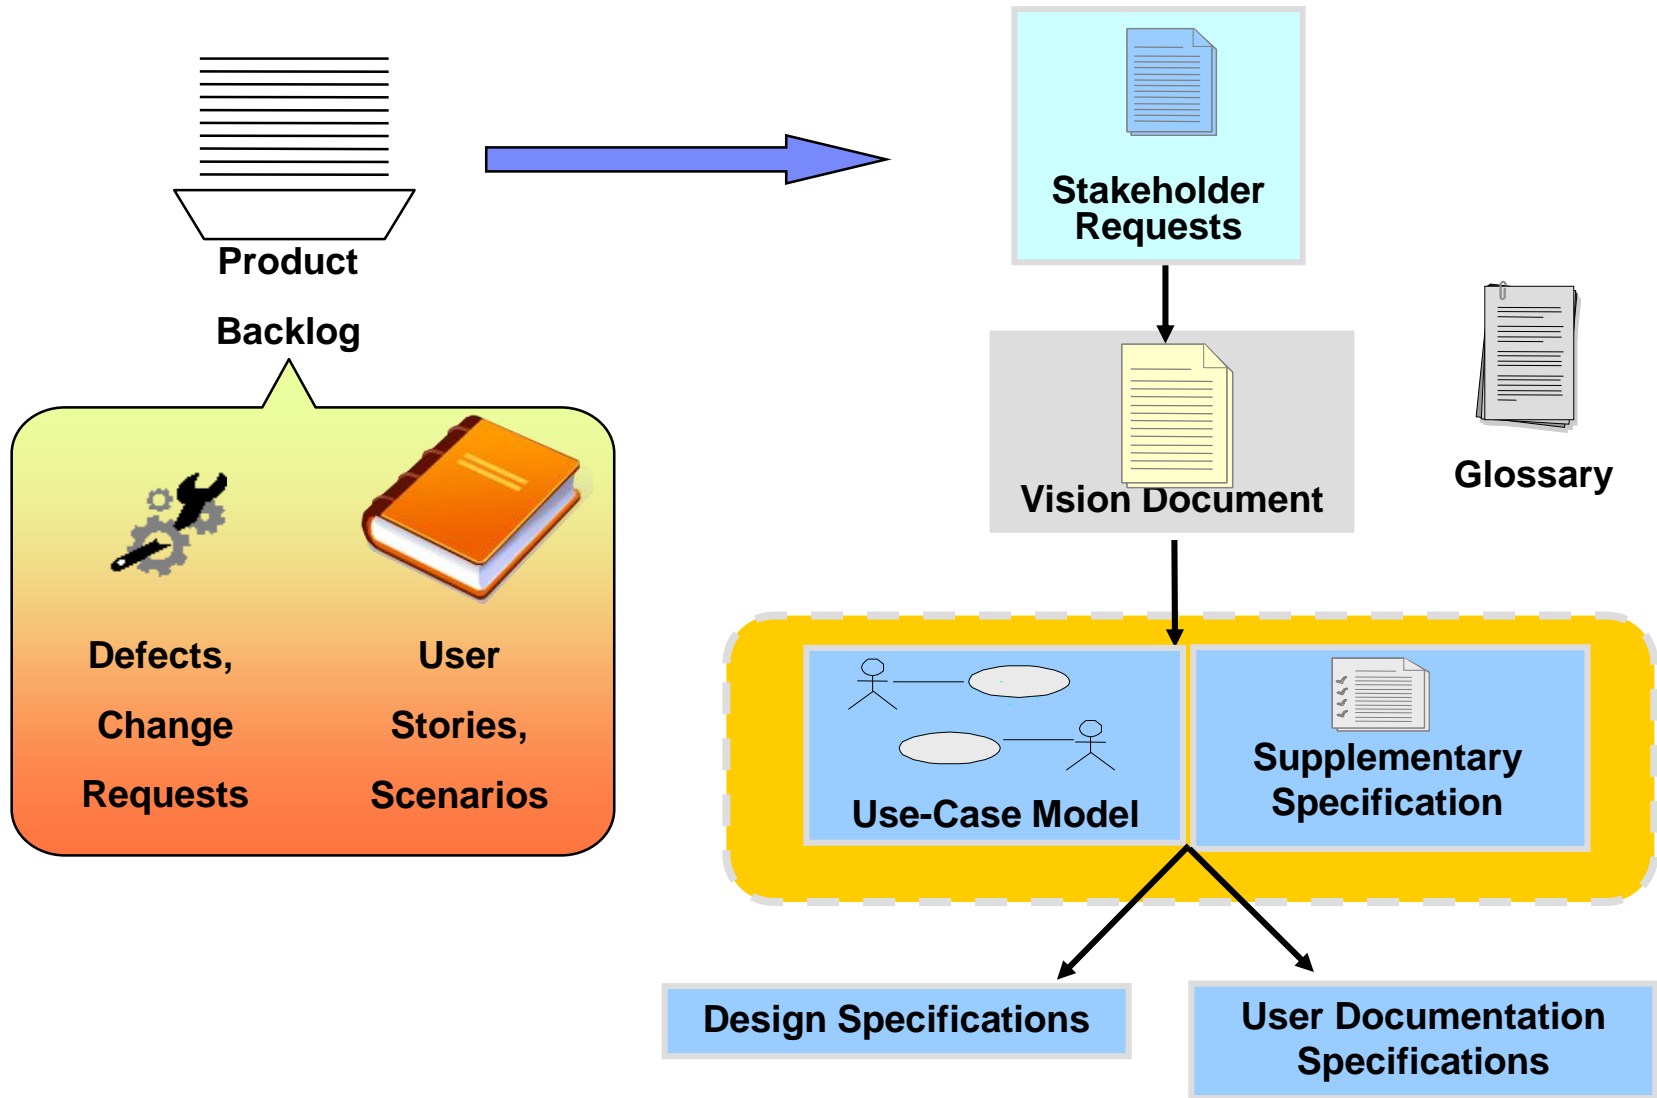 Product
Backlog
Defects,
Change
Requests
User
Stories,
Scenarios
Stakeholder
Requests
Vision Document
Glossary
Use-Case Model
Supplementary
Specification
Design Specifications
User Documentation
Specifications